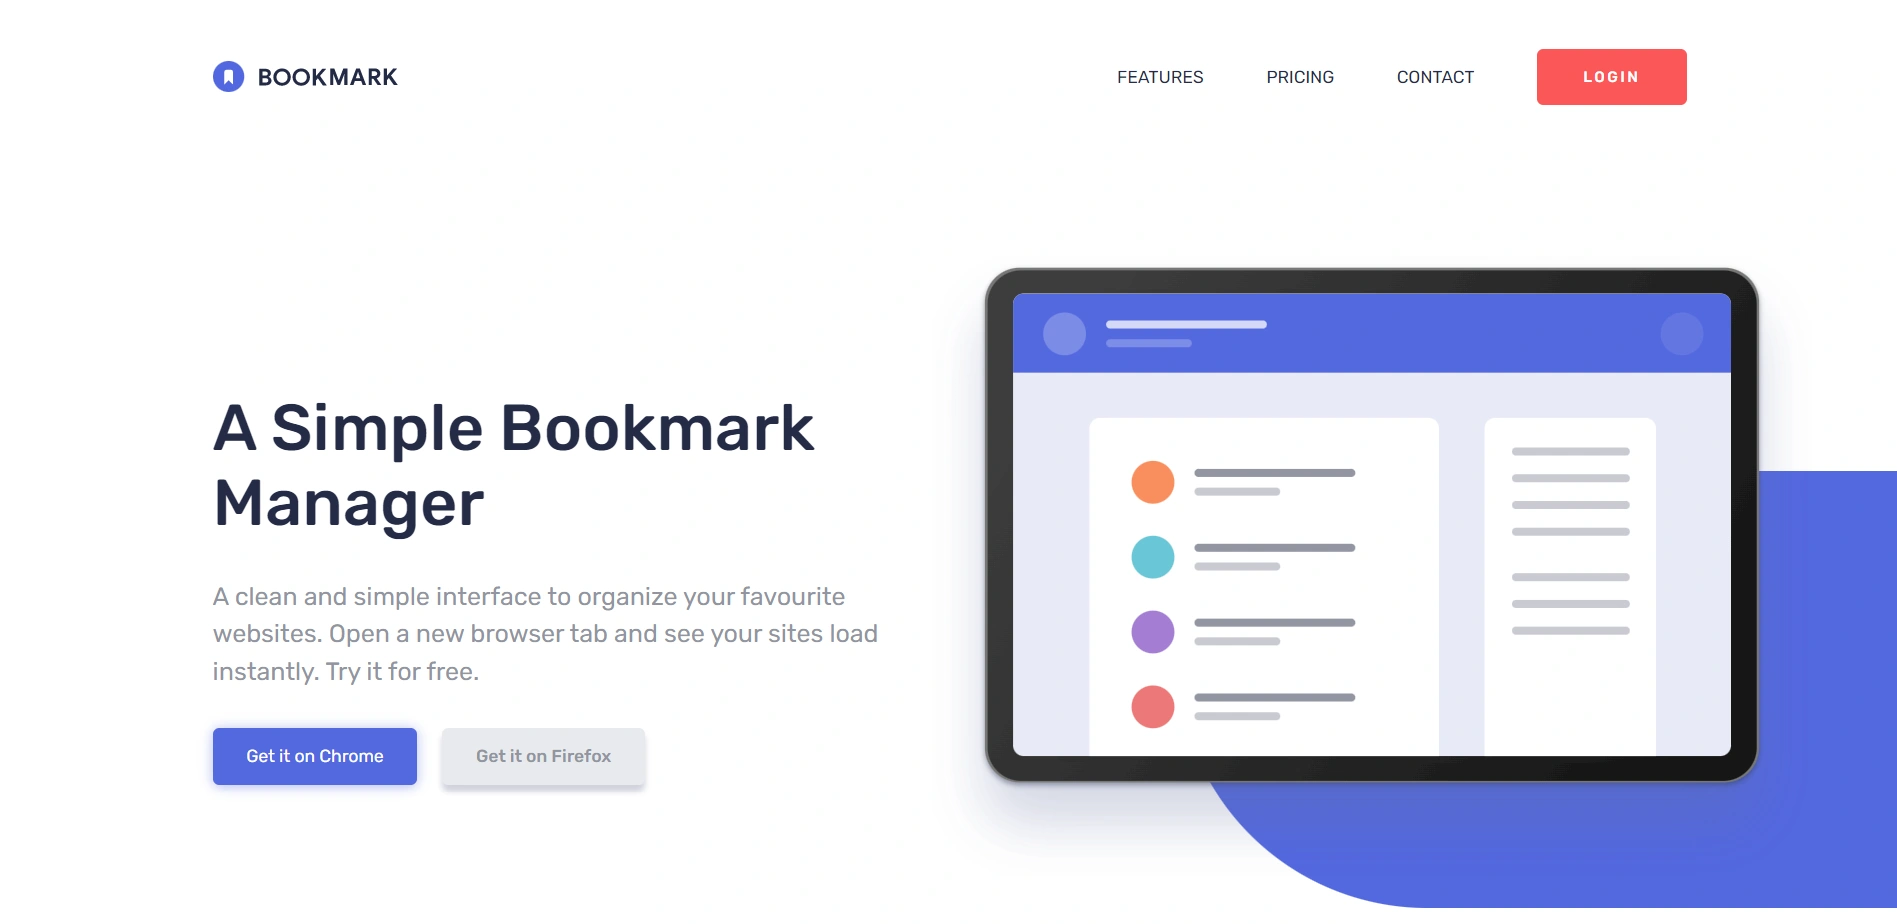 BOOKMARK
FEATURES
PRICING
CONTACT
LOGIN
A Simple Bookmark
Manager
A clean and simple interface to organize your favourite
websites. Open a new browser tab and see your sites load
instantly. Try it for free.
Get it on Chrome
Get it on Firefox